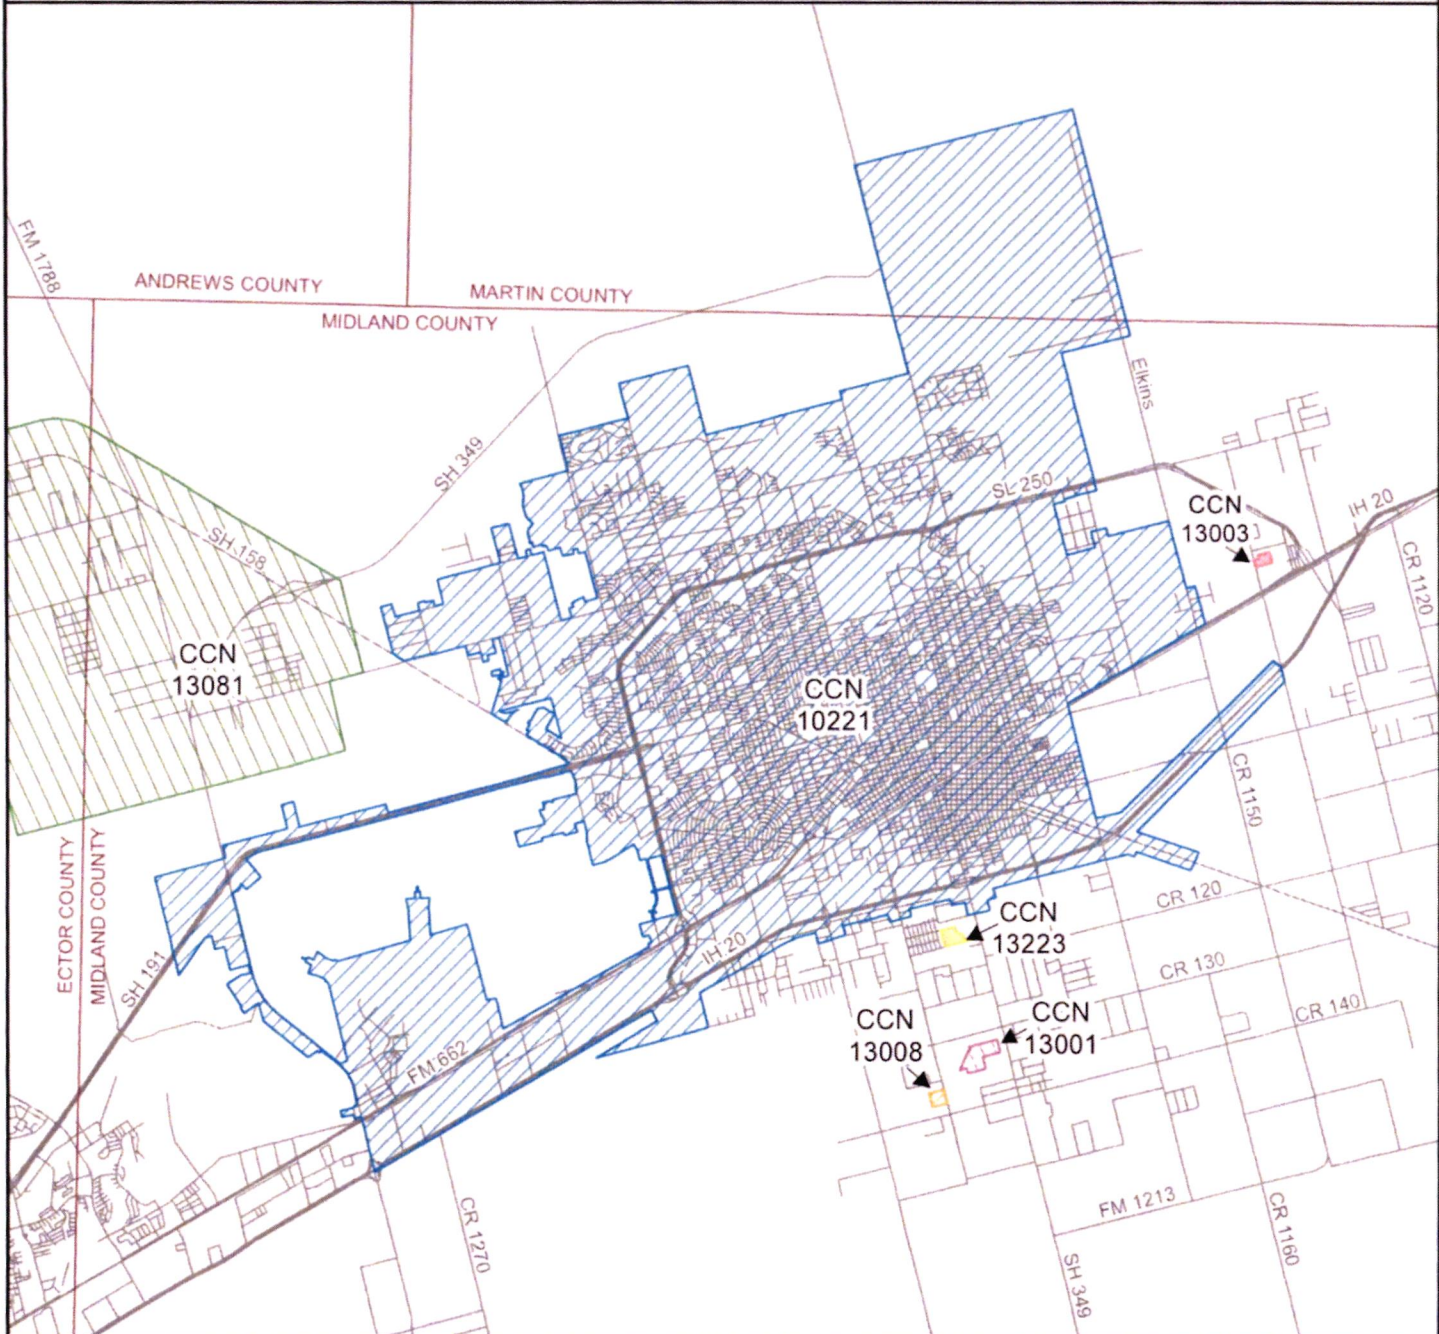 FM 1788
ANDREWS COUNTY
MARTIN COUNTY
MIDLAND COUNTY
Elkins
SH 349
SL 250
CCN
13003
IH 20
SH 158
CR 1120
CCN
13081
CCN
10221
CR 1150
ECTOR COUNTY
MIDLAND COUNTY
CR 120
CCN
13223
SH 191
IH 20
CR 130
CR 140
CCN
13008
CCN
13001
FM 662
FM 1213
CR 1270
CR 1160
SH 349